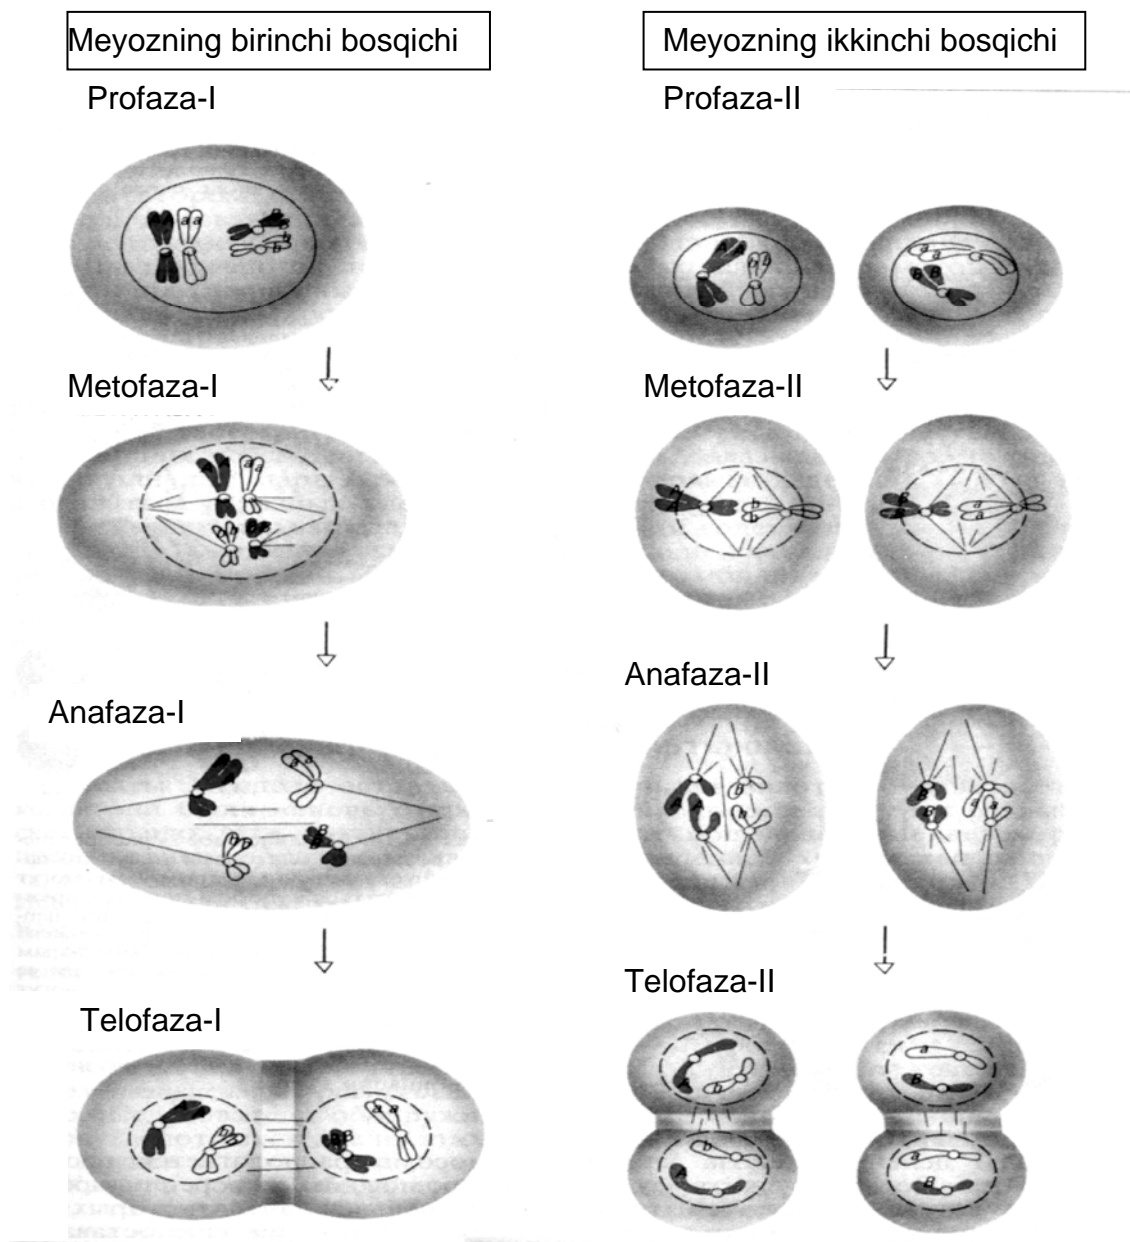 Meyozning birinchi bosqichi
Profaza-I
Metofaza-I
Anafaza-I
Telofaza-I
Meyozning ikkinchi bosqichi
Profaza-II
Metofaza-II
Anafaza-II
Telofaza-II